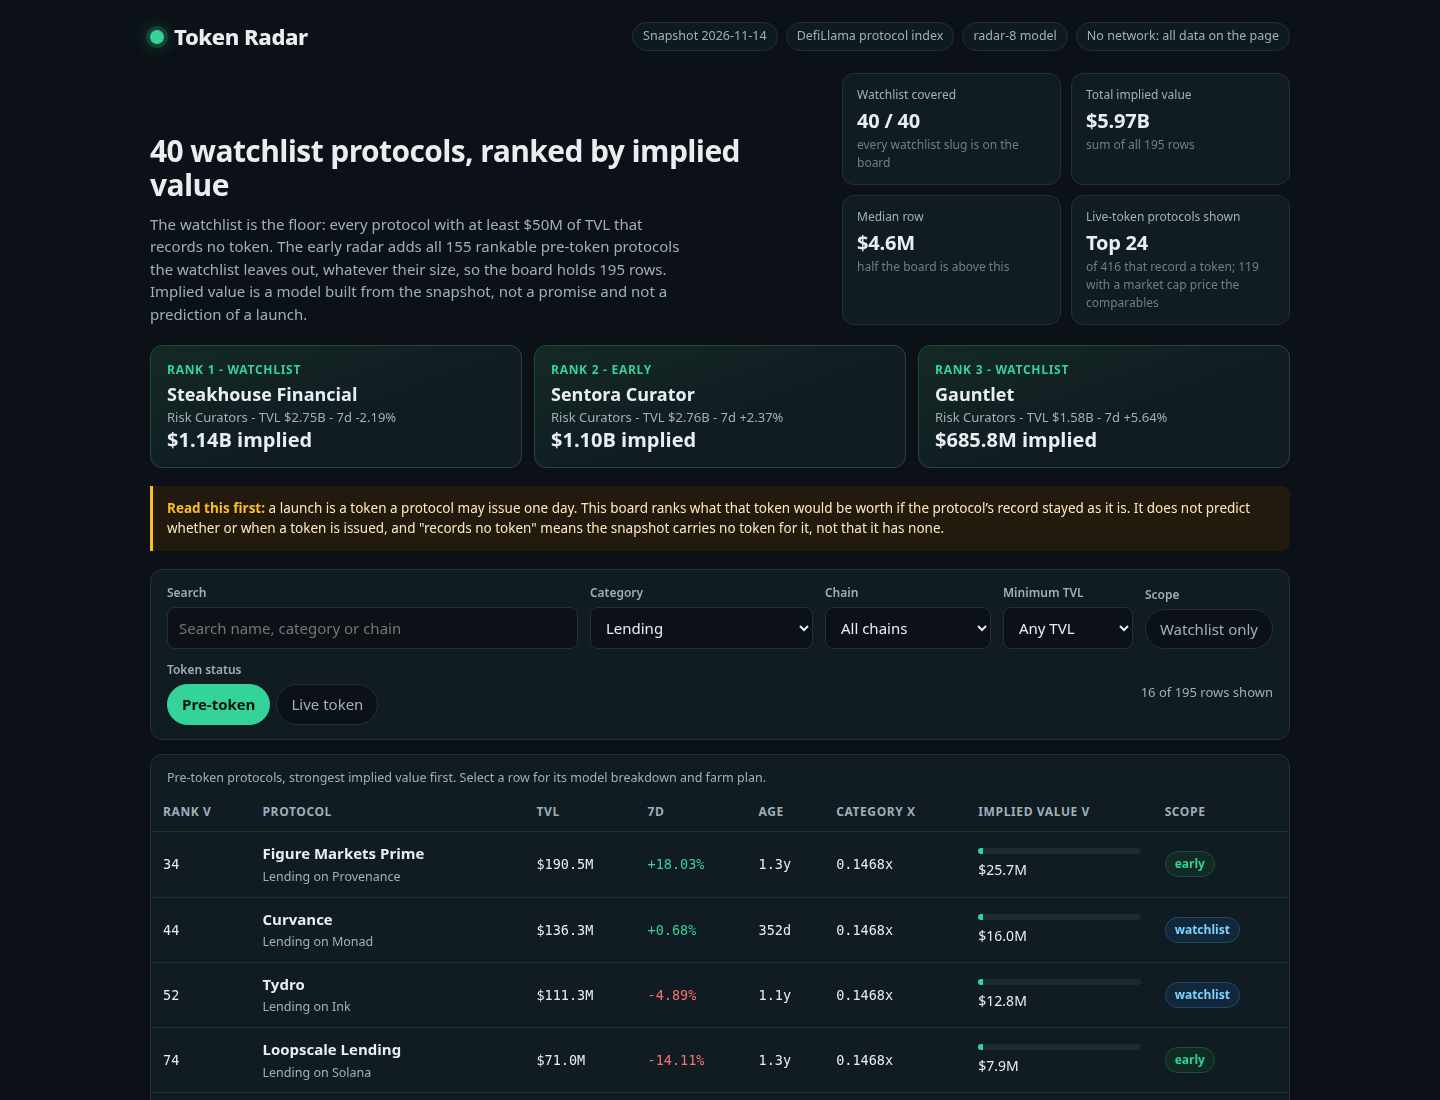 Token Radar
Snapshot 2026-11-14
DefiLlama protocol index
radar-8 model
No network: all data on the page
40 watchlist protocols, ranked by implied
value
The watchlist is the floor: every protocol with at least $50M of TVL that
records no token. The early radar adds all 155 rankable pre-token protocols
the watchlist leaves out, whatever their size, so the board holds 195 rows.
Implied value is a model built from the snapshot, not a promise and not a
prediction of a launch.
Watchlist covered
40 / 40
every watchlist slug is on the
board
Total implied value
$5.97B
sum of all 195 rows
Median row
$4.6M
half the board is above this
Live-token protocols shown
Top 24
of 416 that record a token; 119
with a market cap price the
comparables
RANK 1 - WATCHLIST
Steakhouse Financial
Risk Curators - TVL $2.75B - 7d -2.19%
$1.14B implied
RANK 2 - EARLY
Sentora Curator
Risk Curators - TVL $2.76B - 7d +2.37%
$1.10B implied
RANK 3 - WATCHLIST
Gauntlet
Risk Curators - TVL $1.58B - 7d +5.64%
$685.8M implied
Read this first: a launch is a token a protocol may issue one day. This board ranks what that token would be worth if the protocol's record stayed as it is. It does not predict
whether or when a token is issued, and "records no token" means the snapshot carries no token for it, not that it has none.
Search
Search name, category or chain
Category
Lending
Chain
All chains
Minimum TVL
Any TVL
Scope
Watchlist only
Token status
Pre-token
Live token
16 of 195 rows shown
Pre-token protocols, strongest implied value first. Select a row for its model breakdown and farm plan.
RANK V PROTOCOL TVL 7D AGE CATEGORY X IMPLIED VALUE V SCOPE
34 Figure Markets Prime $190.5M +18.03% 1.3y 0.1468x $25.7M early
Lending on Provenance
44 Curvance $136.3M +0.68% 352d 0.1468x $16.0M watchlist
Lending on Monad
52 Tydro $111.3M -4.89% 1.1y 0.1468x $12.8M watchlist
Lending on Ink
74 Loopscale Lending $71.0M -14.11% 1.3y 0.1468x $7.9M early
Lending on Solana